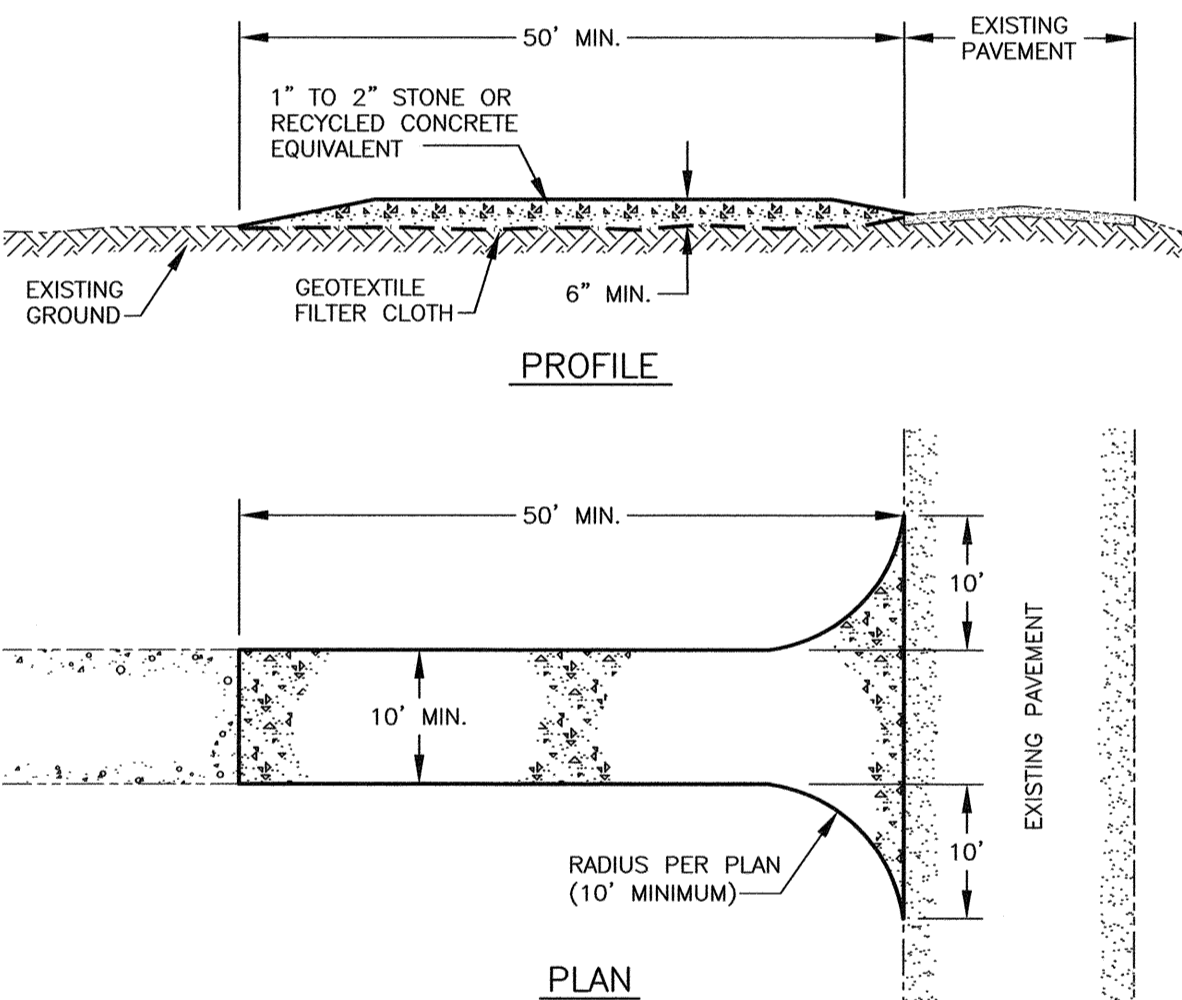 50' MIN.
EXISTING
PAVEMENT
1" TO 2" STONE OR
RECYCLED CONCRETE
EQUIVALENT
EXISTING
GROUND
GEOTEXTILE
FILTER CLOTH
6" MIN.
PROFILE
50' MIN.
10'
10' MIN.
EXISTING PAVEMENT
10'
RADIUS PER PLAN
(10' MINIMUM)
PLAN